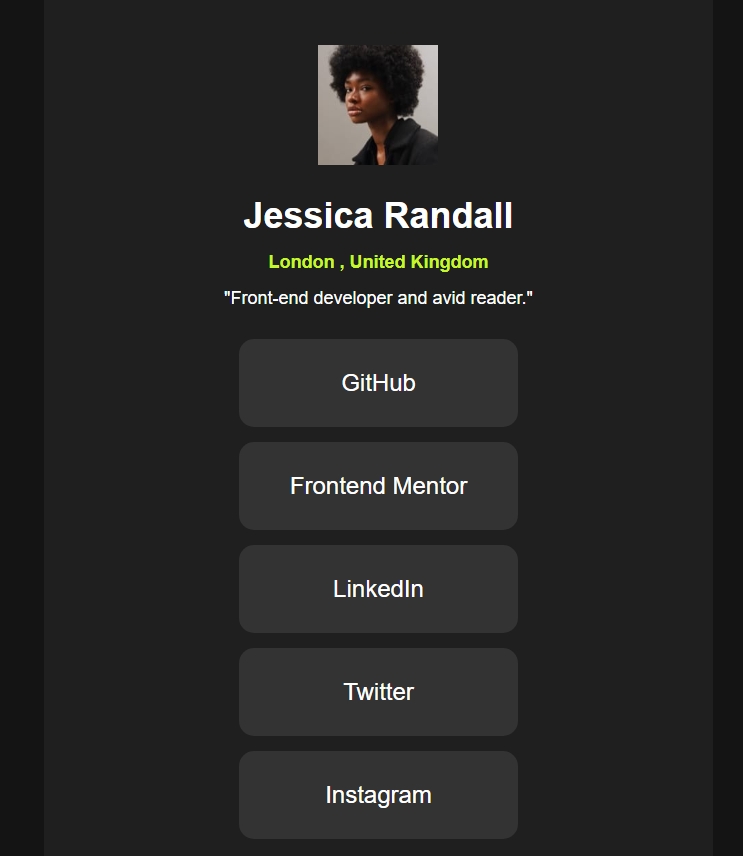 Jessica Randall
London , United Kingdom
"Front-end developer and avid reader."
GitHub
Frontend Mentor
LinkedIn
Twitter
Instagram